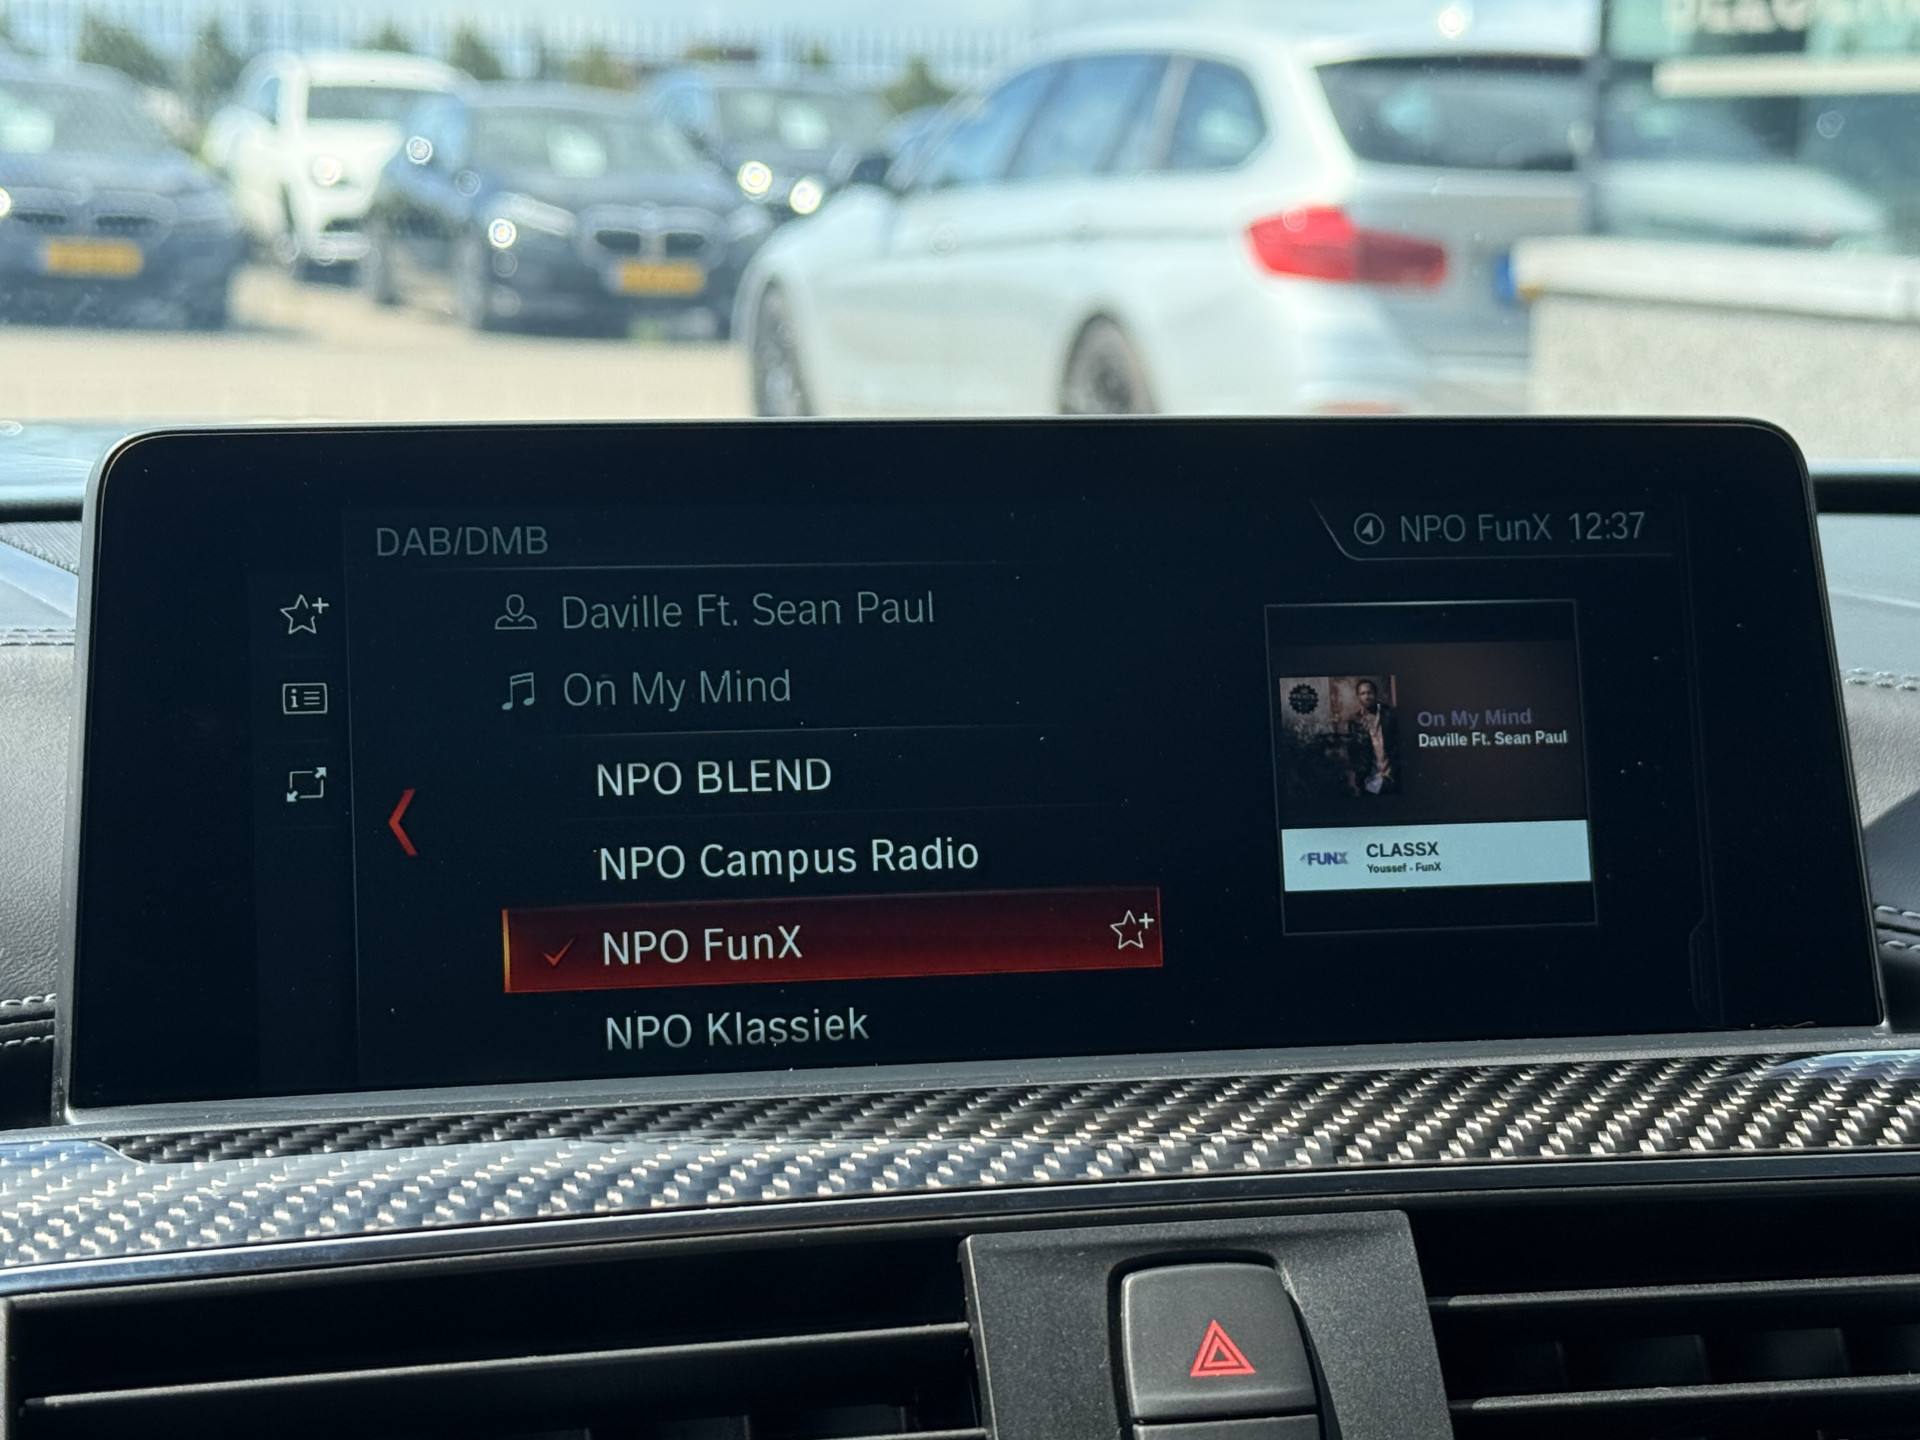 DAB/DMB
NPO FunX 12:37
Daville Ft. Sean Paul
On My Mind
NPO BLEND
NPO Campus Radio
NPO FunX
NPO Klassiek
On My Mind
Daville Ft. Sean Paul
FUNX
CLASSX
Youssef - FunX